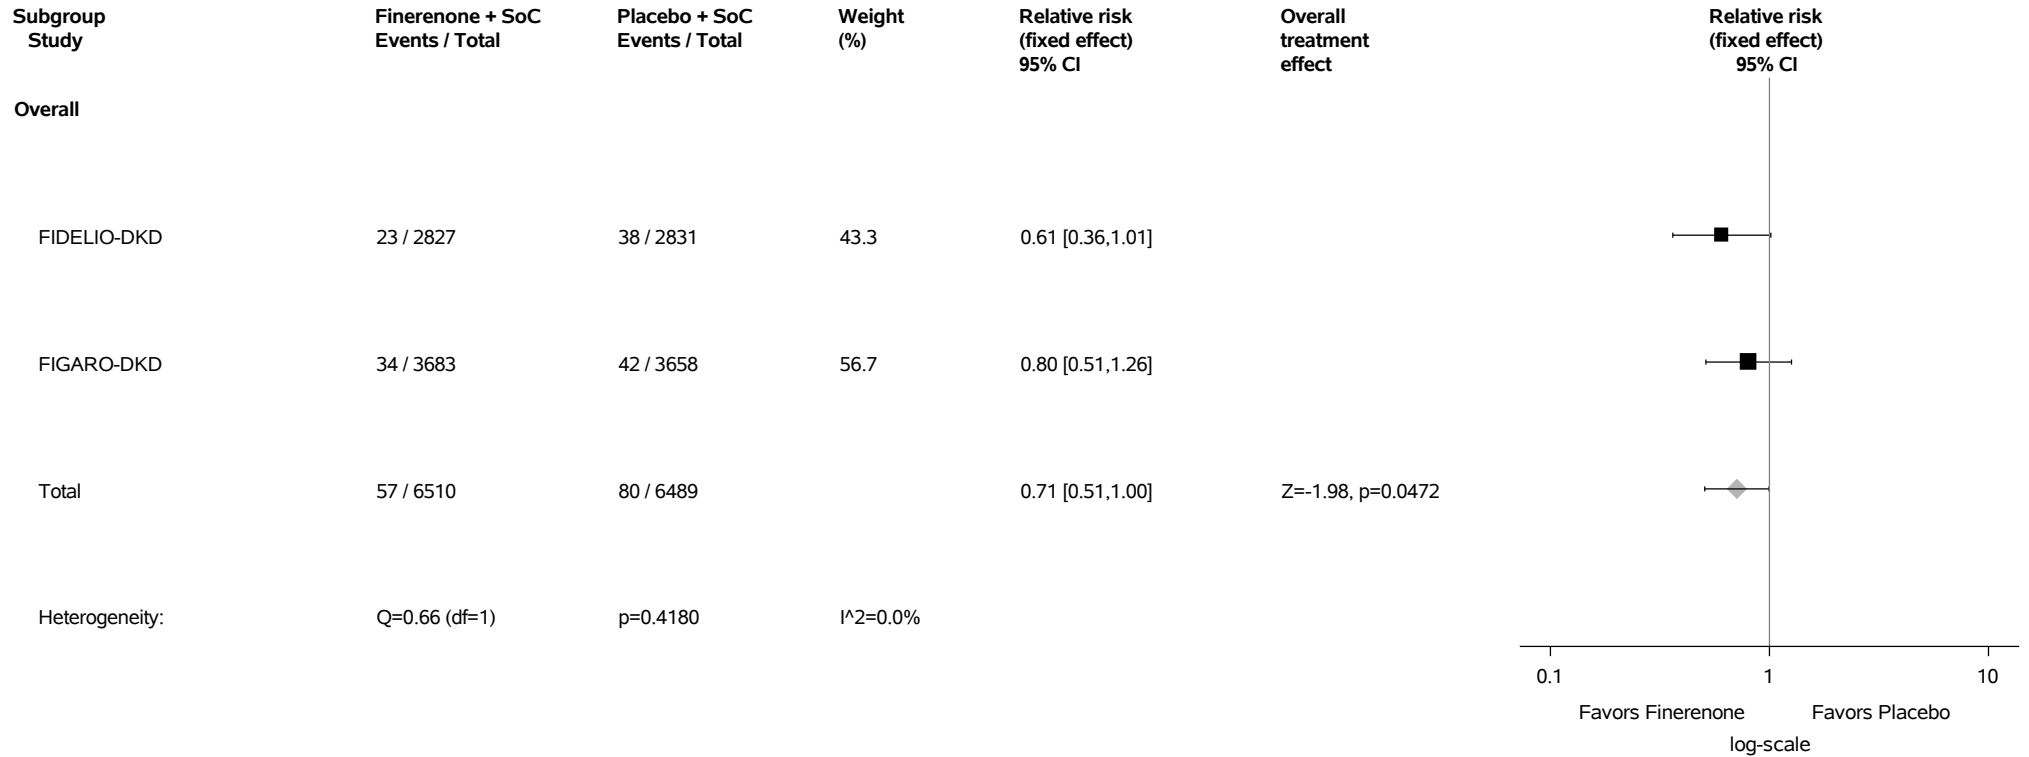 Subgroup Finerenone + SoC Placebo + SoC Weight Relative risk Overall Relative risk
Study Events / Total Events / Total (%) (fixed effect) treatment (fixed effect)
95% CI effect 95% CI
Overall
FIDELIO-DKD 23 / 2827 38 / 2831 43.3 0.61 [0.36,1.01]
FIGARO-DKD 34 / 3683 42 / 3658 56.7 0.80 [0.51,1.26]
Total 57 / 6510 80 / 6489 0.71 [0.51,1.00] Z=-1.98, p=0.0472
Heterogeneity: Q=0.66 (df=1) p=0.4180 I^2=0.0%
0.1 1 10
Favors Finerenone Favors Placebo
log-scale